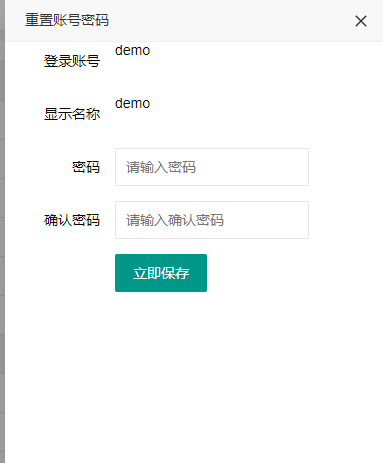 重置账号密码
登录账号 demo
显示名称 demo
密码 请输入密码
确认密码 请输入确认密码
立即保存